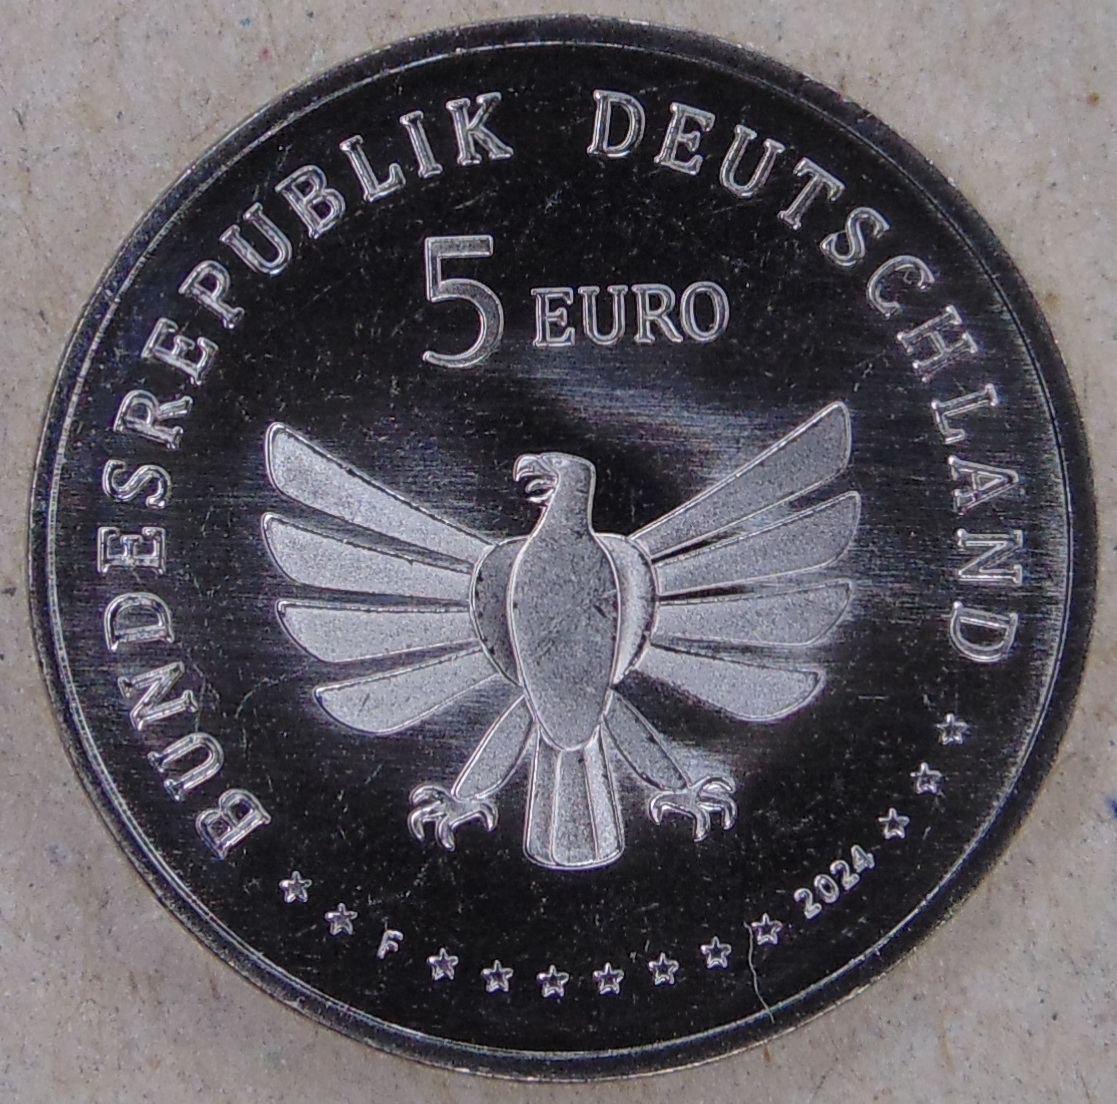 BUNDESREPUBLIK DEUTSCHLAND
5 EURO
F
2024